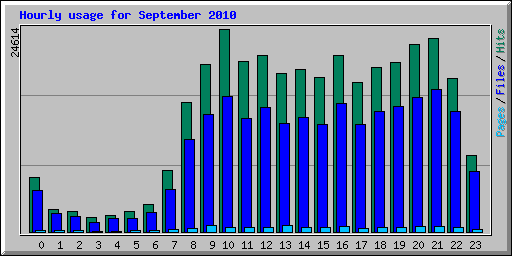 Hourly usage for September 2010
24614
Pages / Files / Hits
0 1 2 3 4 5 6 7 8 9 10 11 12 13 14 15 16 17 18 19 20 21 22 23